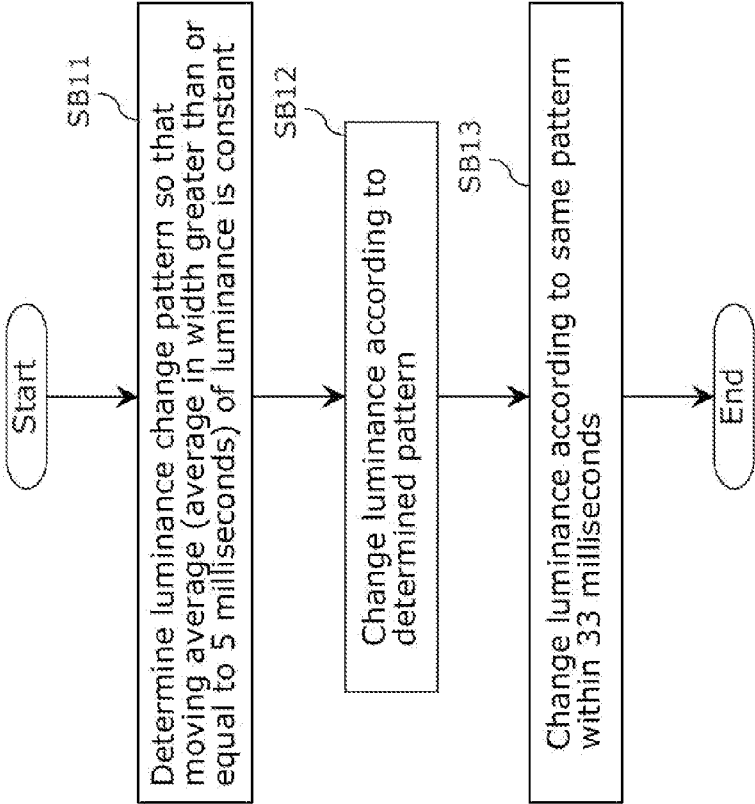 Start
SB11
Determine luminance change pattern so that
moving average (average in width greater than or
equal to 5 milliseconds) of luminance is constant
SB12
Change luminance according to
determined pattern
SB13
Change luminance according to same pattern
within 33 milliseconds
End